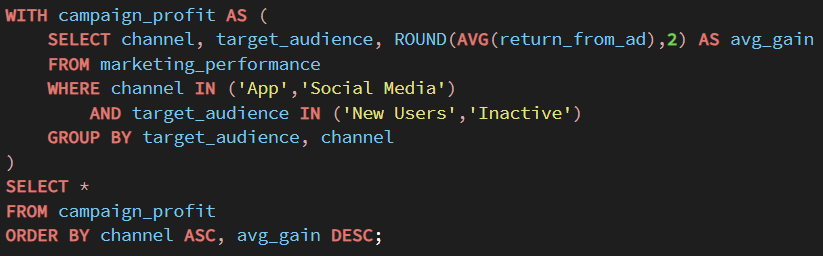 WITH campaign_profit AS (
    SELECT channel, target_audience, ROUND(AVG(return_from_ad),2) AS avg_gain
    FROM marketing_performance
    WHERE channel IN ('App','Social Media')
        AND target_audience IN ('New Users','Inactive')
    GROUP BY target_audience, channel
)
SELECT *
FROM campaign_profit
ORDER BY channel ASC, avg_gain DESC;